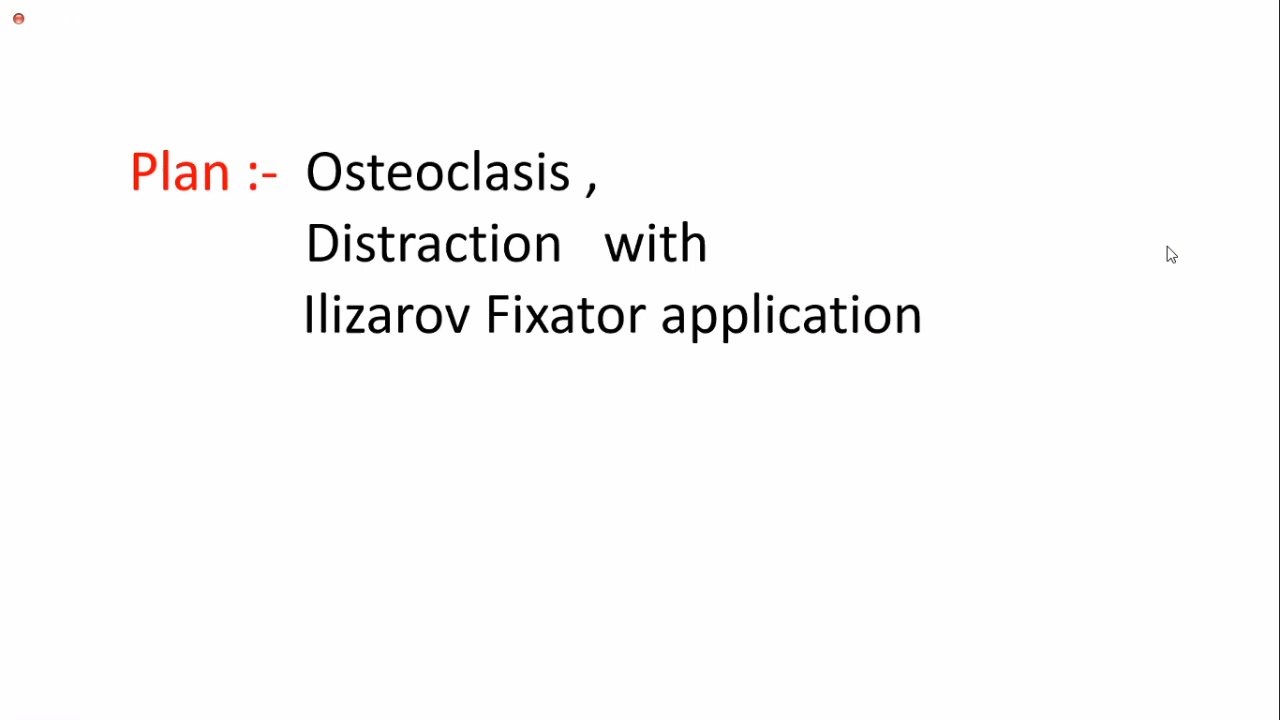 Plan :- Osteoclasis ,
Distraction with
Ilizarov Fixator application